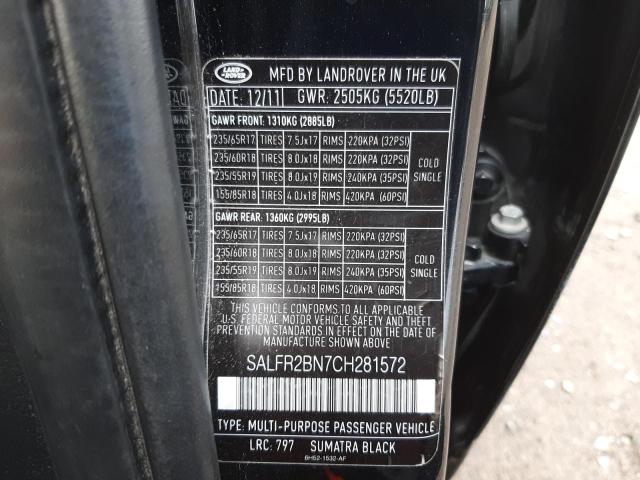 LAND ROVER
MFD BY LANDROVER IN THE UK
DATE: 12/11 GWR: 2505KG (5520LB)
GAWR FRONT: 1310KG (2885LB)
235/65R17 TIRES 7.5Jx17 RIMS 220KPA (32PSI)
235/60R18 TIRES 8.0Jx18 RIMS 220KPA (32PSI)
235/55R19 TIRES 8.0Jx19 RIMS 240KPA (35PSI)
155/85R18 TIRES 4.0Jx18 RIMS 420KPA (60PSI)
COLD
SINGLE
GAWR REAR: 1360KG (2995LB)
235/65R17 TIRES 7.5Jx17 RIMS 220KPA (32PSI)
235/60R18 TIRES 8.0Jx18 RIMS 220KPA (32PSI)
235/55R19 TIRES 8.0Jx19 RIMS 240KPA (35PSI)
155/85R18 TIRES 4.0Jx18 RIMS 420KPA (60PSI)
COLD
SINGLE
THIS VEHICLE CONFORMS TO ALL APPLICABLE
U.S. FEDERAL MOTOR VEHICLE SAFETY AND THEFT
PREVENTION STANDARDS IN EFFECT ON THE DATE OF
MANUFACTURE SHOWN ABOVE
SALFR2BN7CH281572
TYPE: MULTI-PURPOSE PASSENGER VEHICLE
LRC: 797 SUMATRA BLACK
6H52-1532-AF